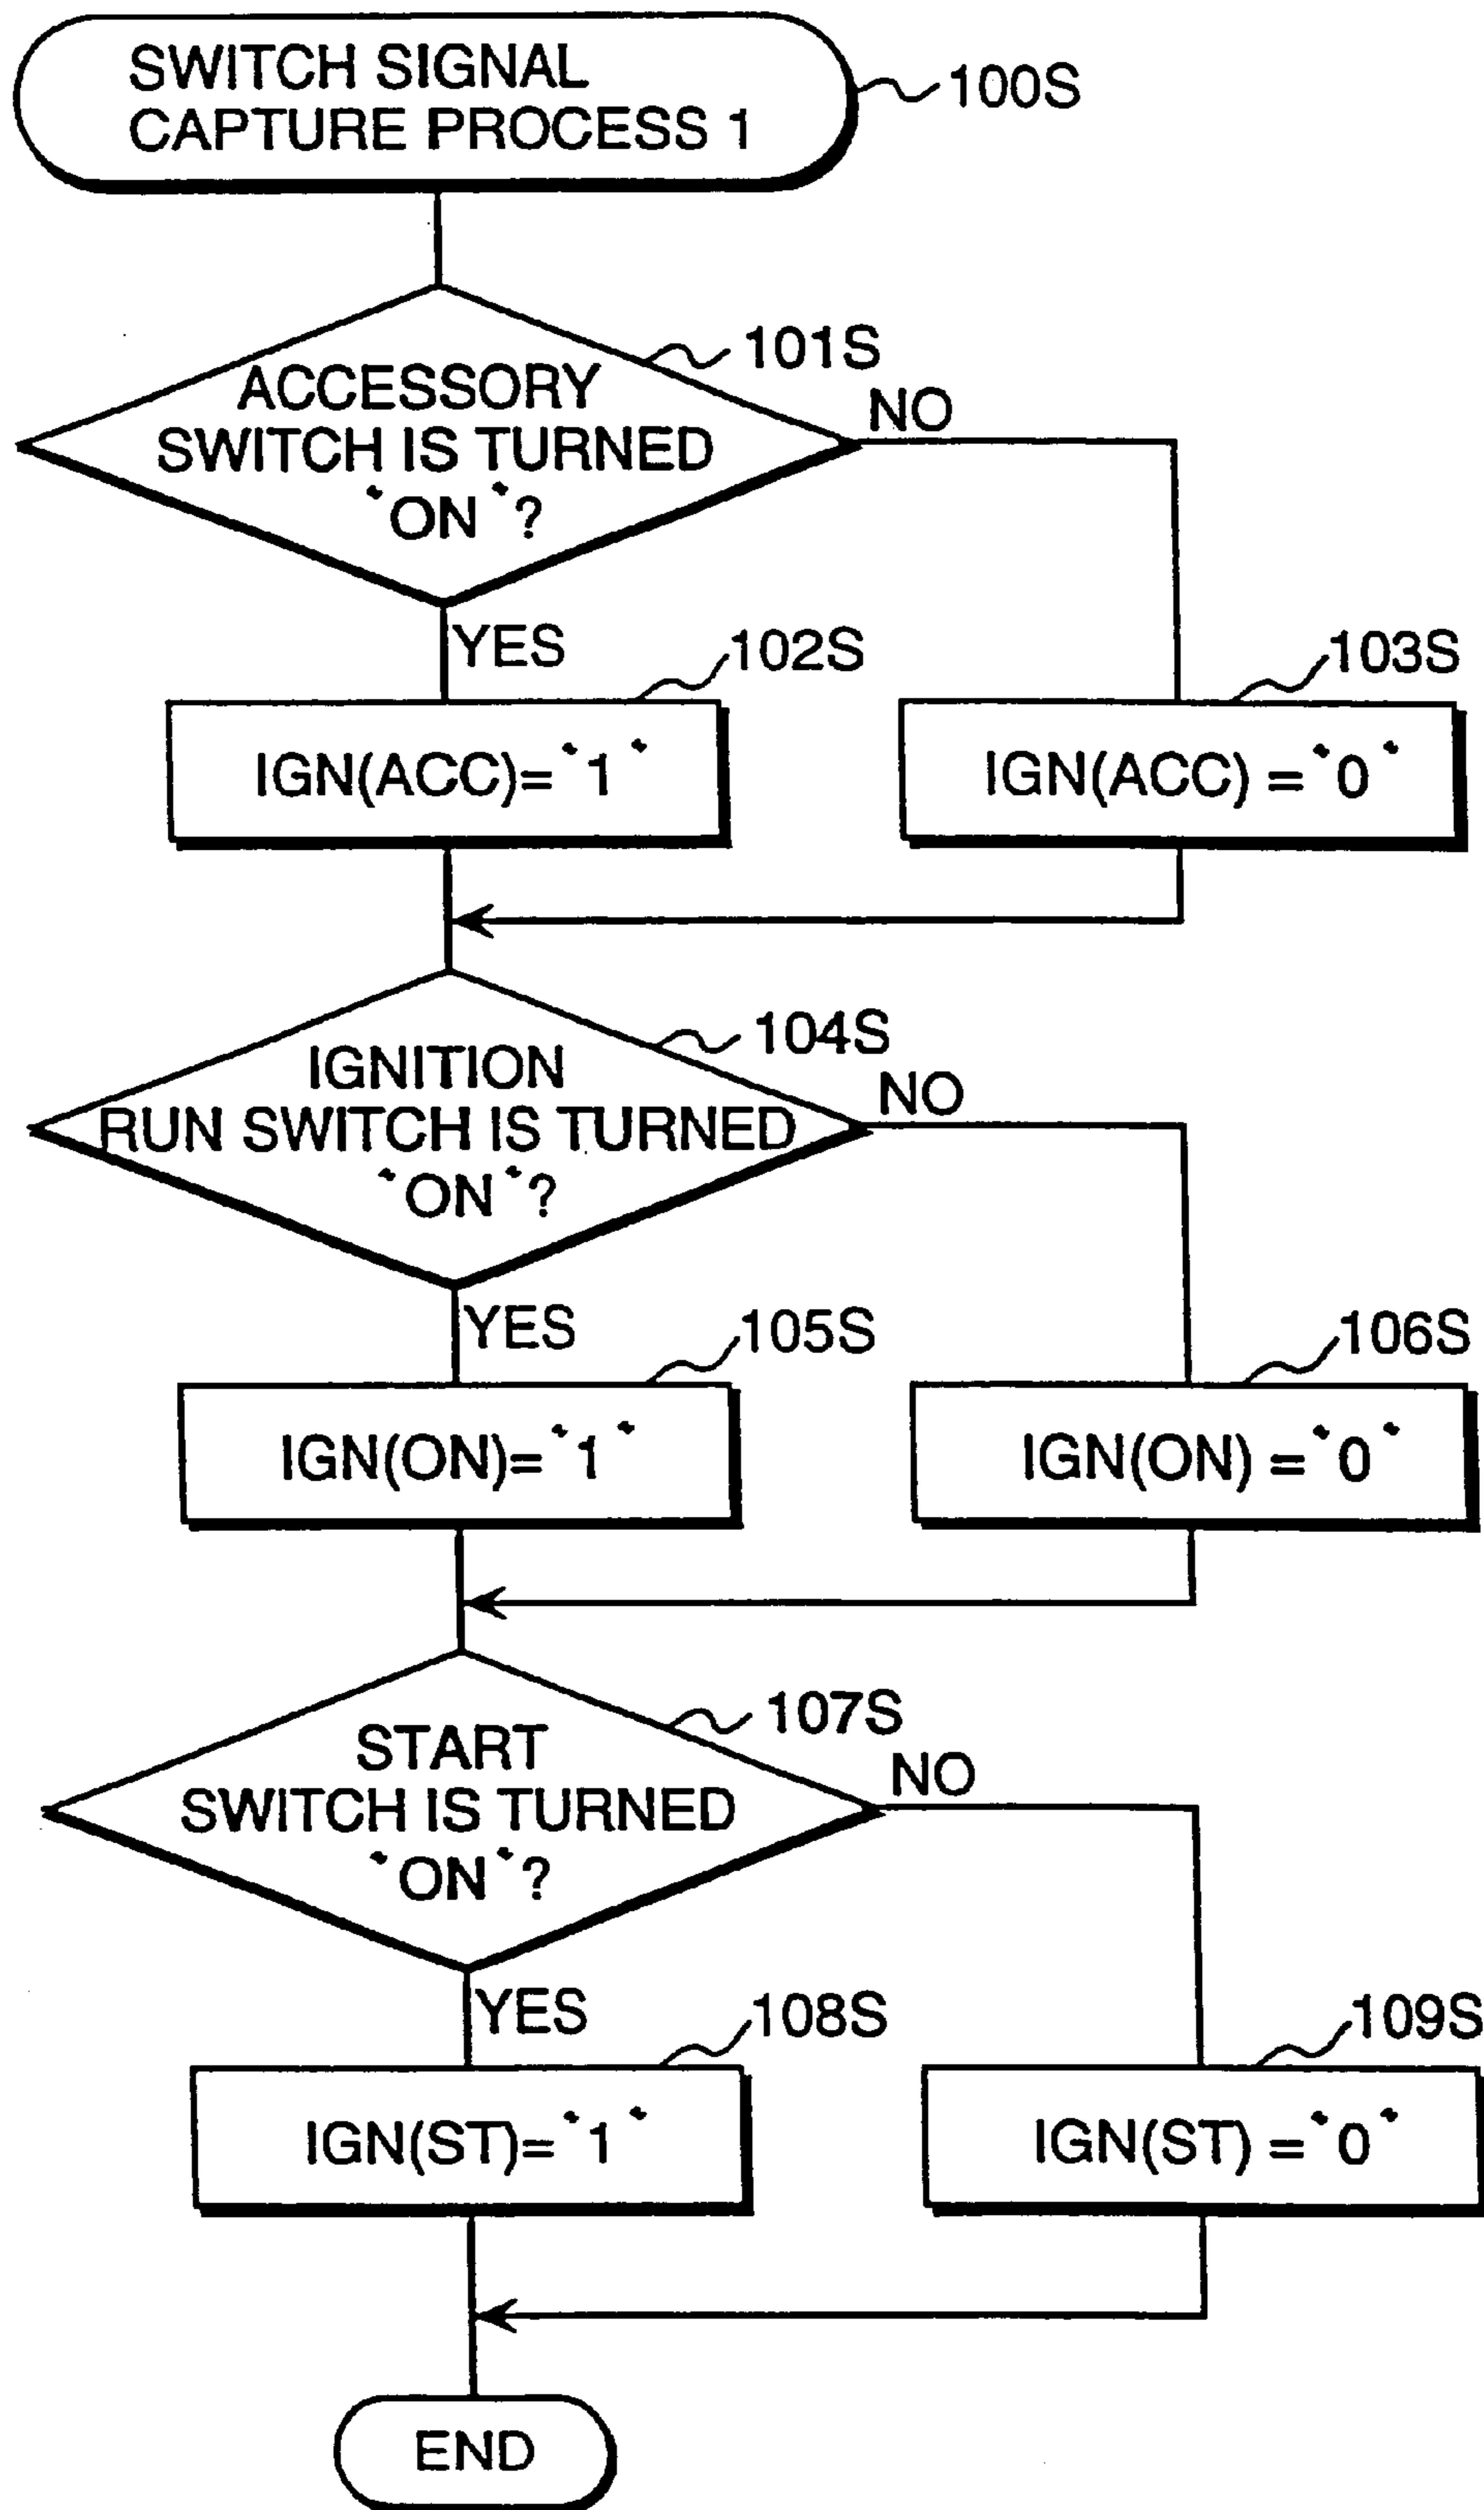 SWITCH SIGNAL
CAPTURE PROCESS 1
100S
101S
ACCESSORY
SWITCH IS TURNED
"ON"?
NO
YES
102S
103S
IGN(ACC)="1"
IGN(ACC) ="0"
104S
IGNITION
RUN SWITCH IS TURNED
"ON"?
NO
YES
105S
106S
IGN(ON)="1"
IGN(ON) ="0"
107S
START
SWITCH IS TURNED
"ON"?
NO
YES
108S
109S
IGN(ST)="1"
IGN(ST) ="0"
END